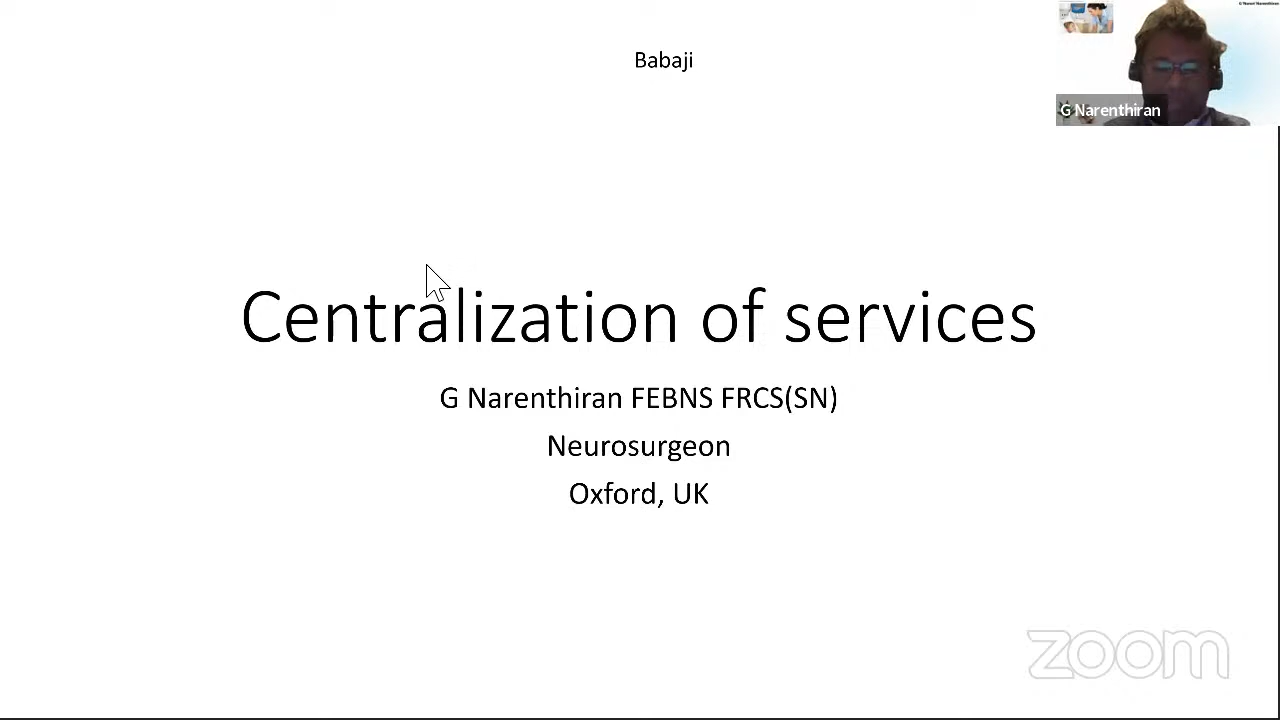 Babaji
G Narenthiran
Centralization of services
G Narenthiran FEBNS FRCS(SN)
Neurosurgeon
Oxford, UK
zoom